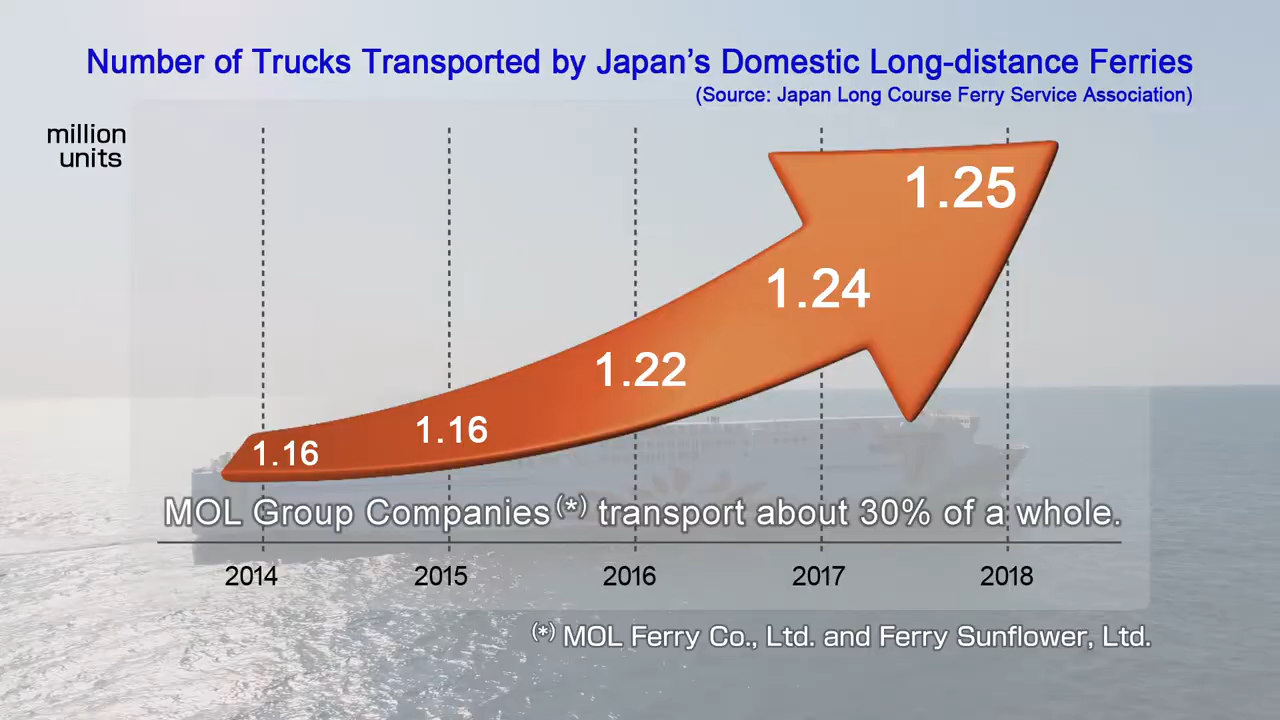 Number of Trucks Transported by Japan’s Domestic Long-distance Ferries
(Source: Japan Long Course Ferry Service Association)
million
units
1.25
1.24
1.22
1.16
1.16
MOL Group Companies(*) transport about 30% of a whole.
2014 2015 2016 2017 2018
(*) MOL Ferry Co., Ltd. and Ferry Sunflower, Ltd.